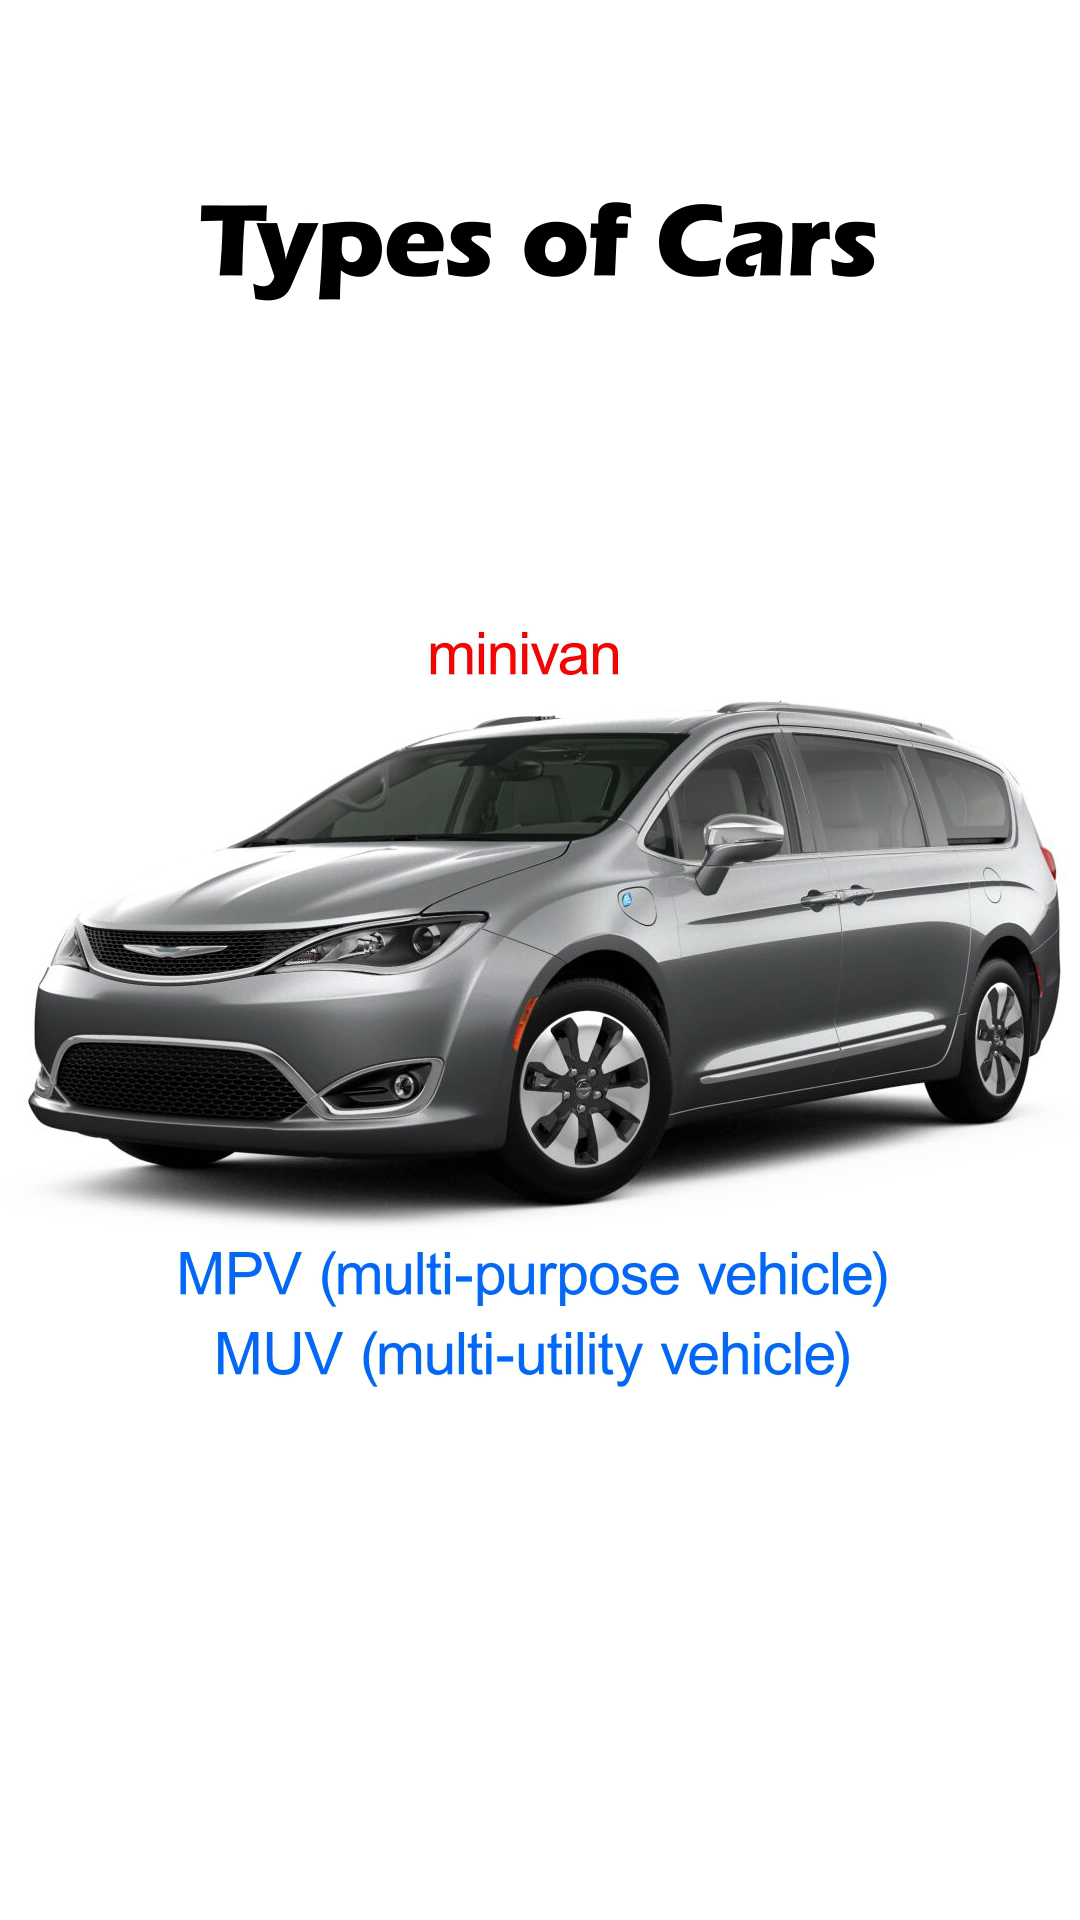 Types of Cars
minivan
MPV (multi-purpose vehicle)
MUV (multi-utility vehicle)